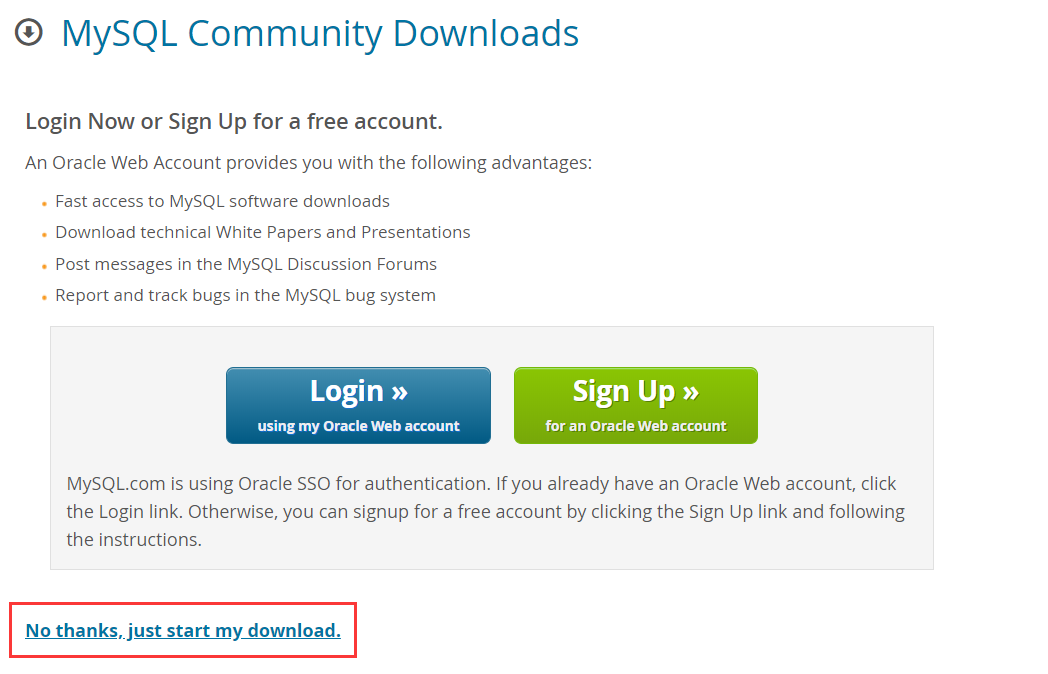 MySQL Community Downloads
Login Now or Sign Up for a free account.
An Oracle Web Account provides you with the following advantages:
Fast access to MySQL software downloads
Download technical White Papers and Presentations
Post messages in the MySQL Discussion Forums
Report and track bugs in the MySQL bug system
Login »
using my Oracle Web account
Sign Up »
for an Oracle Web account
MySQL.com is using Oracle SSO for authentication. If you already have an Oracle Web account, click
the Login link. Otherwise, you can signup for a free account by clicking the Sign Up link and following
the instructions.
No thanks, just start my download.